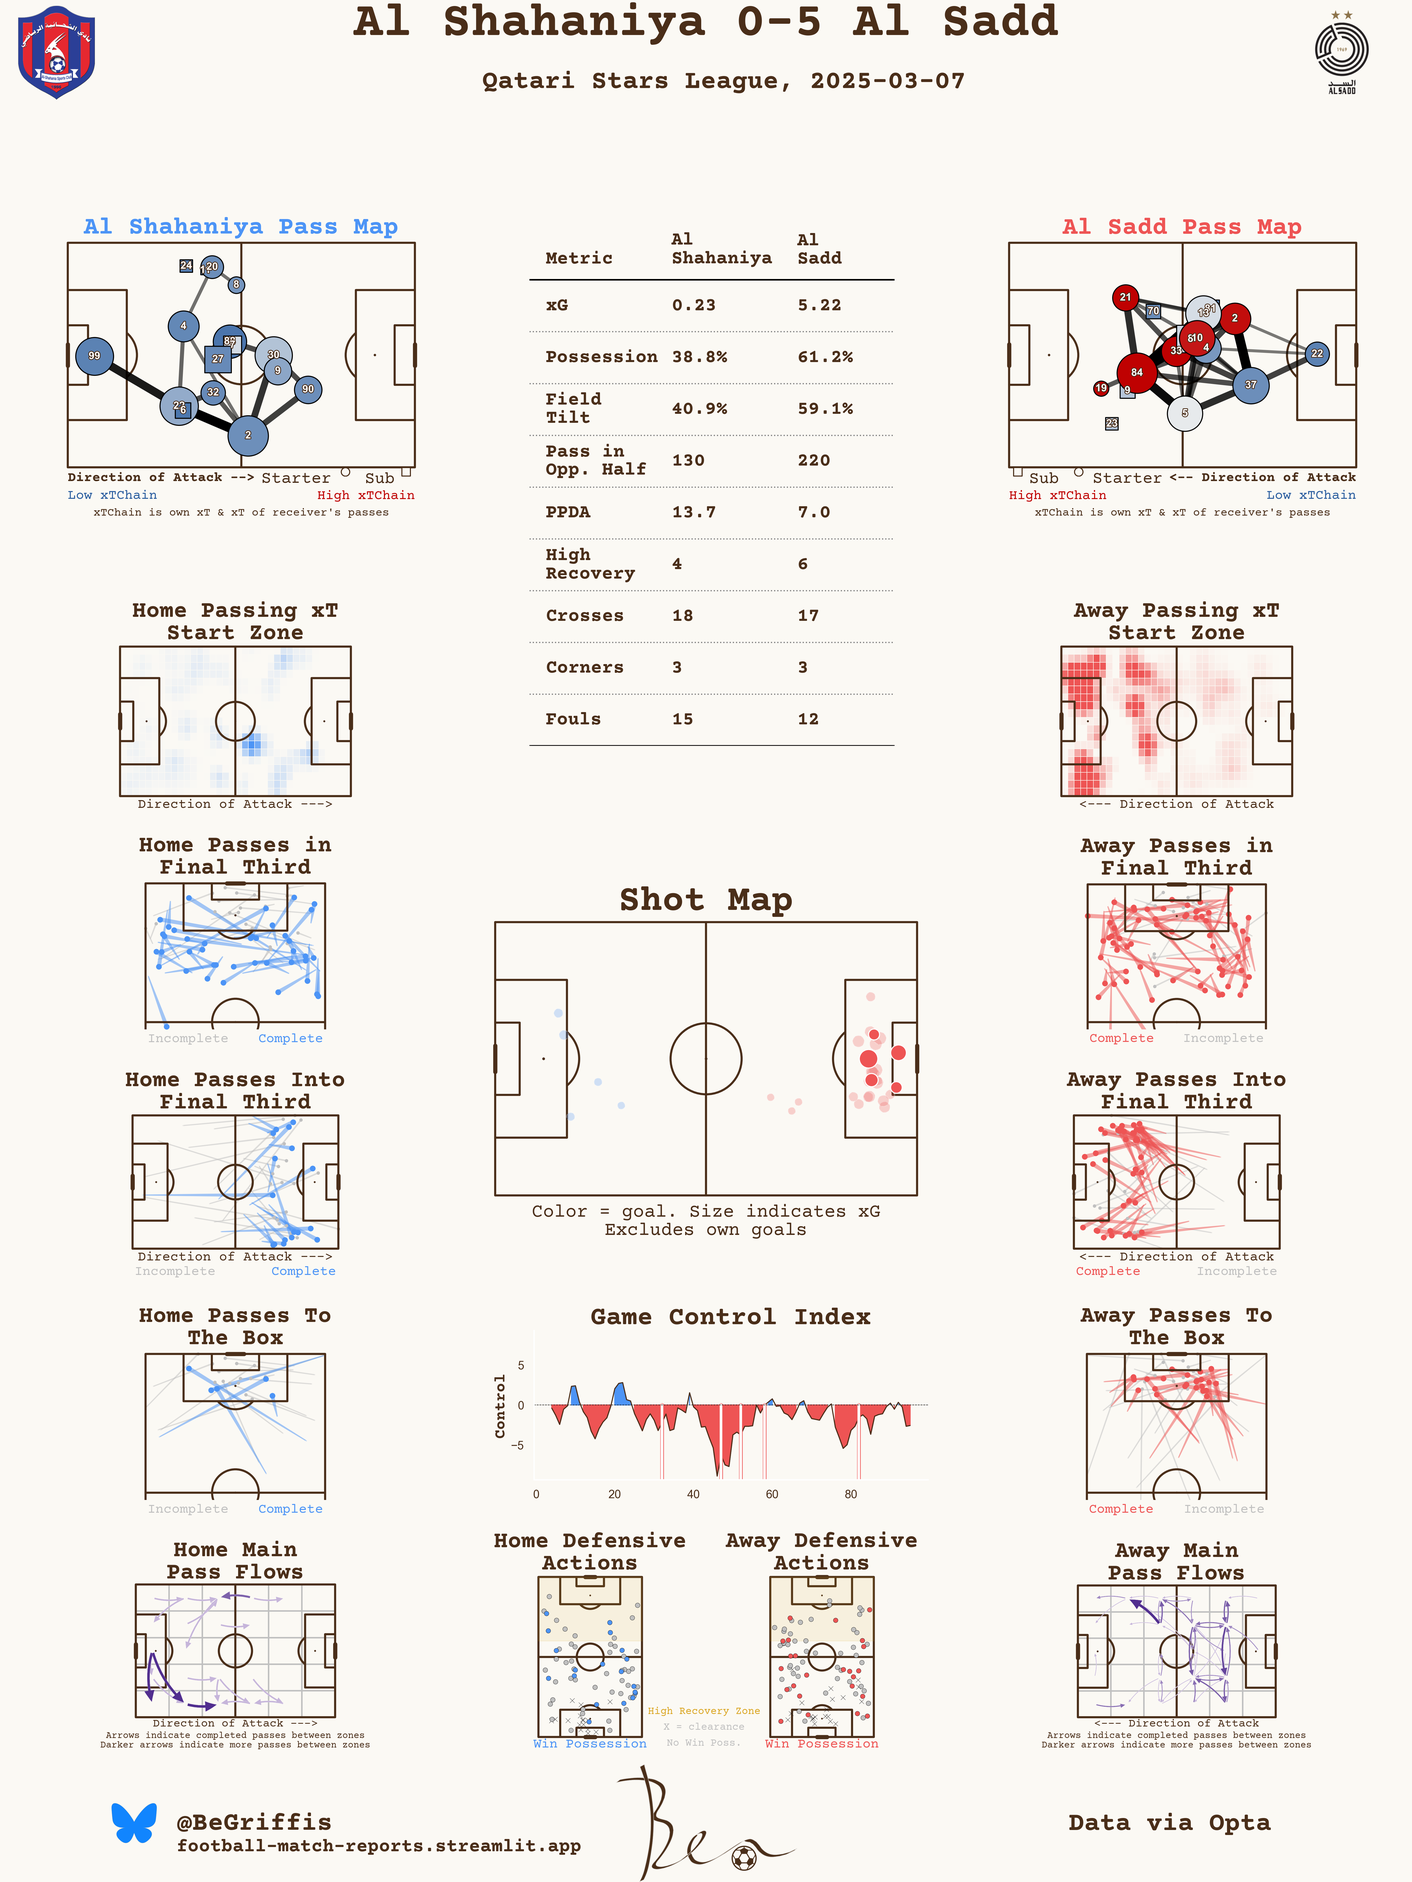 Al Shahaniya 0-5 Al Sadd
Qatari Stars League, 2025-03-07
1969
السد
ALSADD
Al Shahaniya Pass Map
24
20
8
4
7
27
99
30
9
32
90
6
2
Direction of Attack --> Starter Sub
Low xTChain High xTChain
xTChain is own xT & xT of receiver's passes
Metric Al Shahaniya Al Sadd
xG 0.23 5.22
Possession 38.8% 61.2%
Field Tilt 40.9% 59.1%
Pass in Opp. Half 130 220
PPDA 13.7 7.0
High Recovery 4 6
Crosses 18 17
Corners 3 3
Fouls 15 12
Al Sadd Pass Map
21
70
13
2
10
33
4
22
84
19
9
37
5
23
Sub Starter <-- Direction of Attack
High xTChain Low xTChain
xTChain is own xT & xT of receiver's passes
Home Passing xT
Start Zone
Direction of Attack --->
Away Passing xT
Start Zone
<--- Direction of Attack
Home Passes in
Final Third
Incomplete Complete
Away Passes in
Final Third
Complete Incomplete
Shot Map
Color = goal. Size indicates xG
Excludes own goals
Home Passes Into
Final Third
Direction of Attack --->
Incomplete Complete
Away Passes Into
Final Third
<--- Direction of Attack
Complete Incomplete
Home Passes To
The Box
Incomplete Complete
Game Control Index
Control
5
0
−5
0 20 40 60 80
Away Passes To
The Box
Complete Incomplete
Home Main
Pass Flows
Direction of Attack --->
Arrows indicate completed passes between zones
Darker arrows indicate more passes between zones
Home Defensive
Actions
Win Possession
High Recovery Zone
X = clearance
No Win Poss.
Away Defensive
Actions
Win Possession
Away Main
Pass Flows
<--- Direction of Attack
Arrows indicate completed passes between zones
Darker arrows indicate more passes between zones
@BeGriffis
football-match-reports.streamlit.app
Ben
Data via Opta